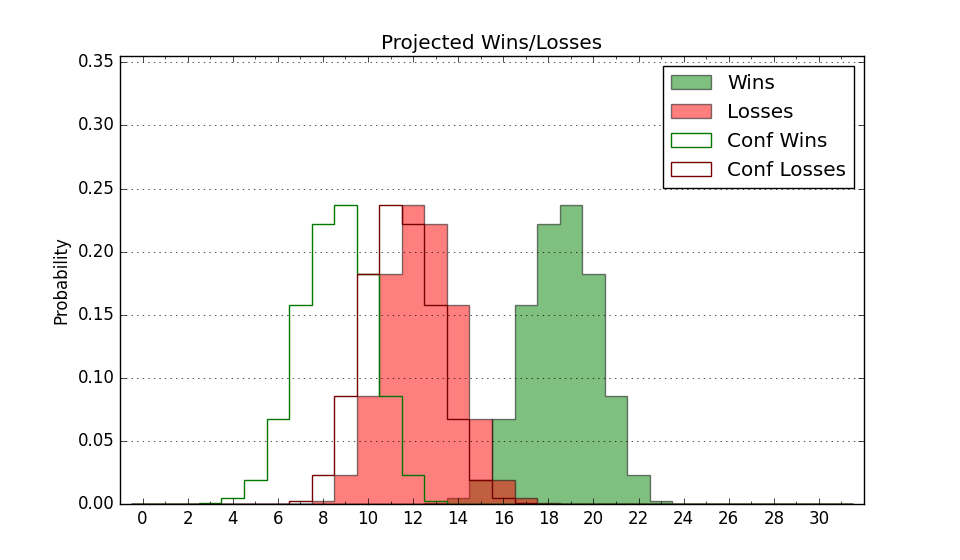 Projected Wins/Losses
Wins
Losses
Conf Wins
Conf Losses
Probability
0.35
0.30
0.25
0.20
0.15
0.10
0.05
0.00
0 2 4 6 8 10 12 14 16 18 20 22 24 26 28 30